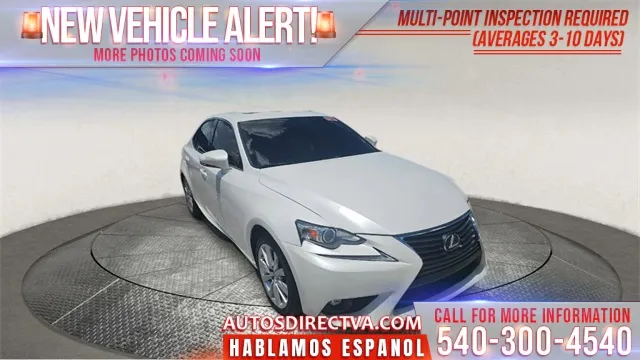 NEW VEHICLE ALERT!
MORE PHOTOS COMING SOON
MULTI-POINT INSPECTION REQUIRED
(AVERAGES 3-10 DAYS)
AUTOSDIRECTVA.COM
HABLAMOS ESPANOL
CALL FOR MORE INFORMATION
540-300-4540